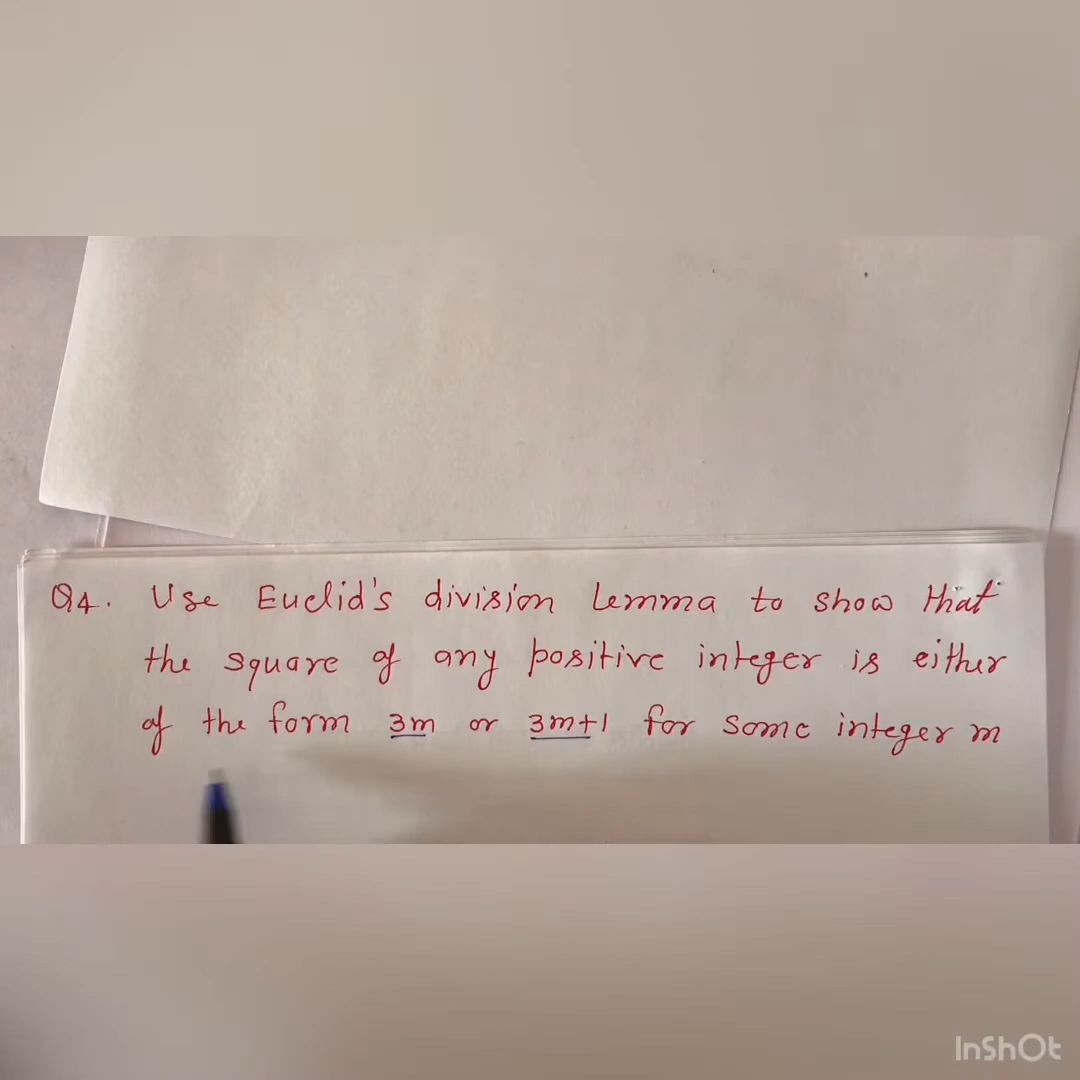 Q4. Use Euclid's division Lemma to show that
the square of any positive integer is either
of the form 3m or 3m+1 for some integer m
InShOt